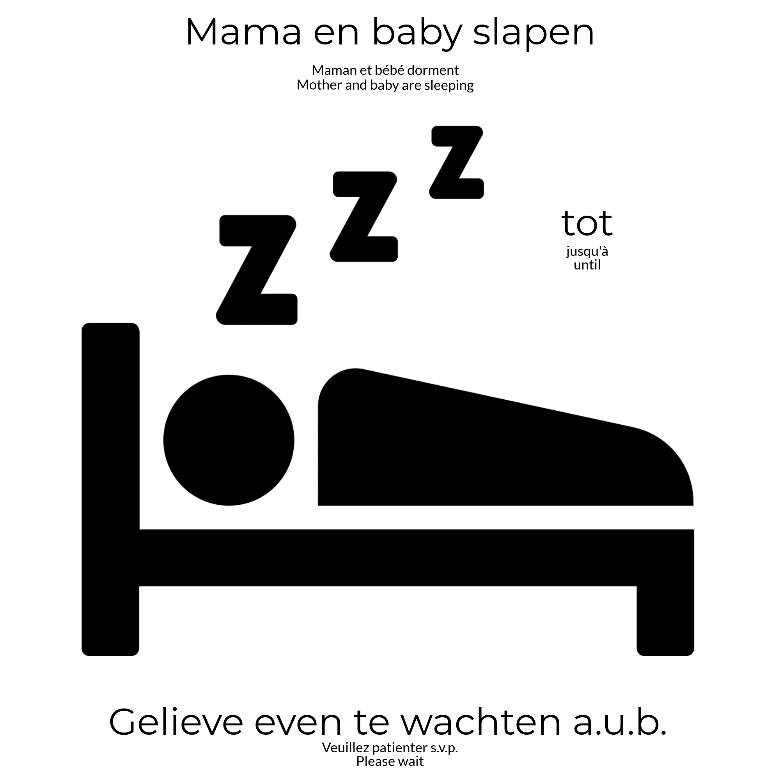 Mama en baby slapen
Maman et bébé dorment
Mother and baby are sleeping
z
z
z
tot
jusqu'à
until
Gelieve even te wachten a.u.b.
Veuillez patienter s.v.p.
Please wait